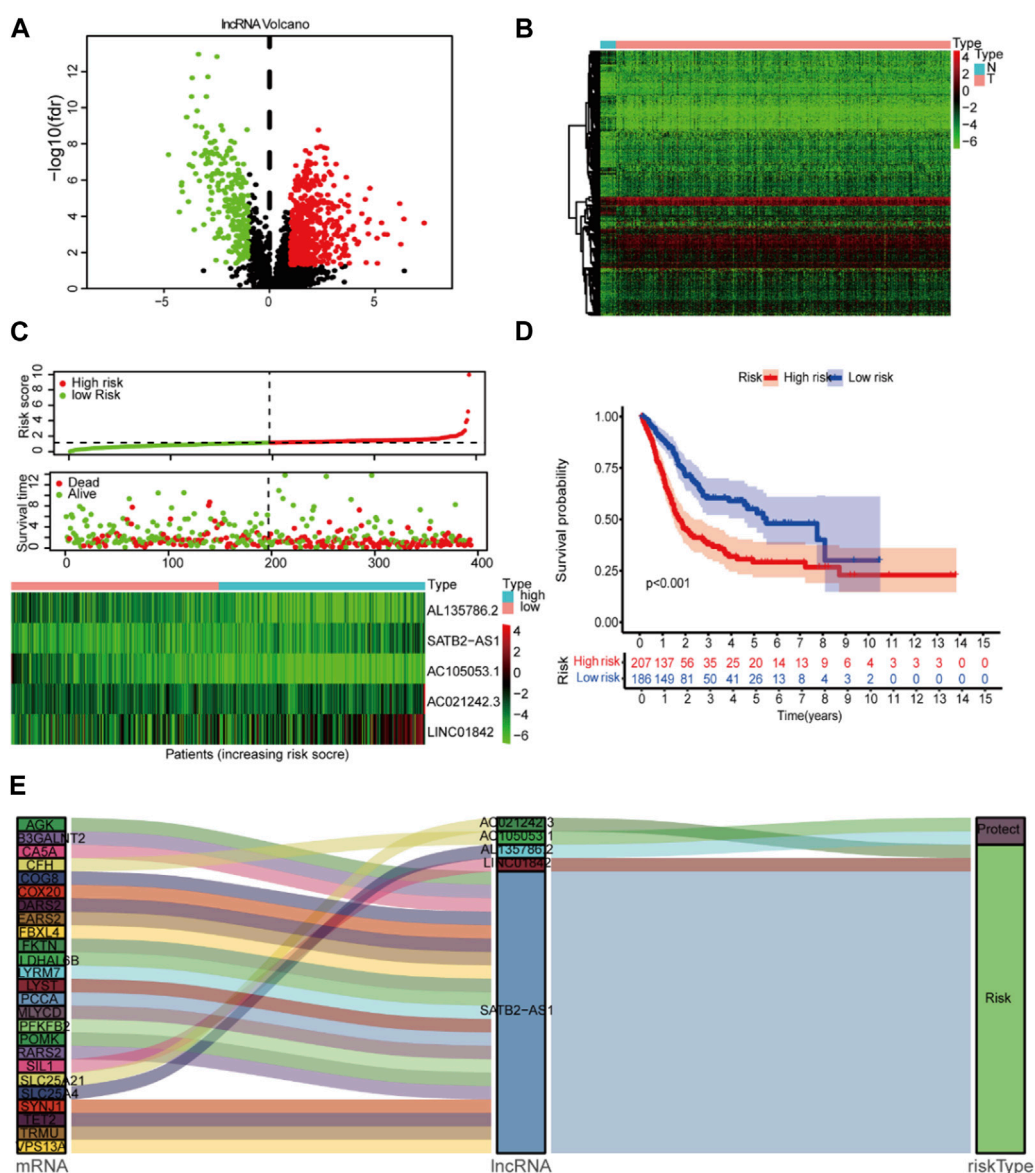 A
lncRNA Volcano
−log10(fdr)
12
10
8
6
4
2
0
−5
0
5
B
Type
4
2
0
−2
−4
−6
Type
N
T
C
Risk score
10
8
6
4
2
0
High risk
low Risk
0
100
200
300
400
Survival time
12
8
4
2
0
Dead
Alive
0
100
200
300
400
Type
AL135786.2
SATB2−AS1
AC105053.1
AC021242.3
LINC01842
Type
high
low
4
2
0
−2
−4
−6
Patients (increasing risk socre)
D
Risk High risk Low risk
Survival probability
1.00
0.75
0.50
0.25
0.00
p<0.001
0 1 2 3 4 5 6 7 8 9 10 11 12 13 14 15
Risk
High risk 207 137 56 35 25 20 14 13 9 6 4 3 3 3 0 0
Low risk 186 149 81 50 41 26 13 8 4 3 2 0 0 0 0 0
0 1 2 3 4 5 6 7 8 9 10 11 12 13 14 15
Time(years)
E
AGK
B3GALNT2
CA5A
CFH
COG8
COX20
DARS2
EARS2
FBXL4
FKTN
LDHAL6B
LYRM7
LYST
PCCA
MLYCD
PFKFB2
POMK
RARS2
SIL1
SLC25A21
SLC25A4
SYNJ1
TET2
TRMU
VPS13A
mRNA
AC021242.3
AC105053.1
AL135786.2
LINC01842
SATB2−AS1
lncRNA
Protect
Risk
riskType